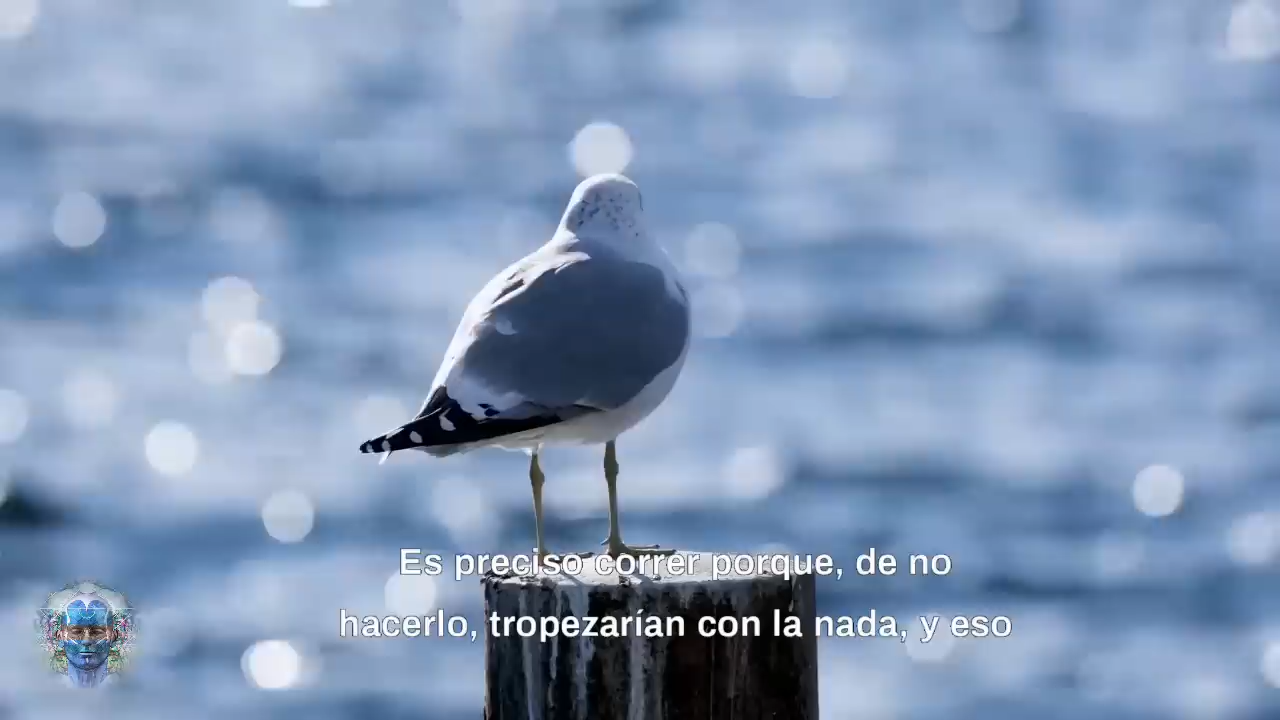 Es preciso correr porque, de no
hacerlo, tropezarían con la nada, y eso